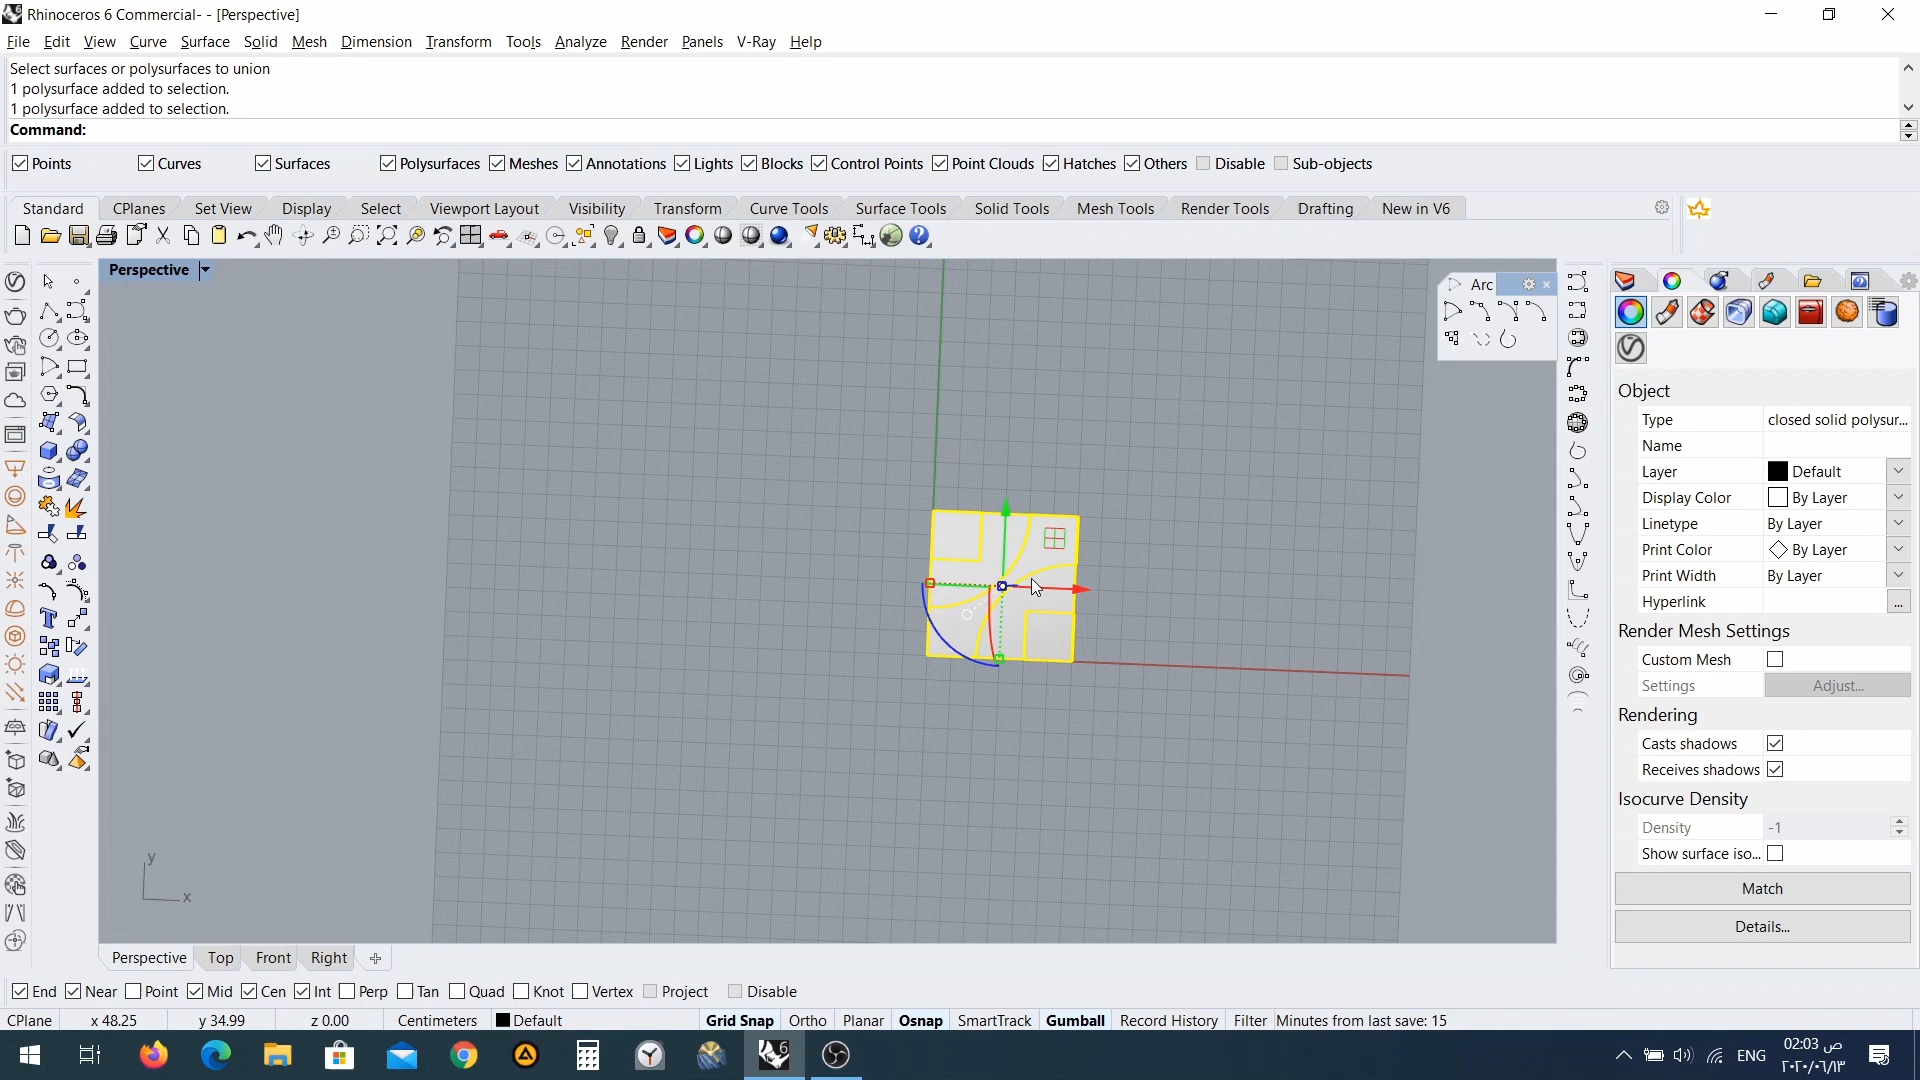 Rhinoceros 6 Commercial- - [Perspective]
File Edit View Curve Surface Solid Mesh Dimension Transform Tools Analyze Render Panels V-Ray Help
Select surfaces or polysurfaces to union
1 polysurface added to selection.
1 polysurface added to selection.
Command:
Points Curves Surfaces Polysurfaces Meshes Annotations Lights Blocks Control Points Point Clouds Hatches Others Disable Sub-objects
Standard CPlanes Set View Display Select Viewport Layout Visibility Transform Curve Tools Surface Tools Solid Tools Mesh Tools Render Tools Drafting New in V6
Perspective
Arc
Object
Type closed solid polysur...
Name
Layer Default
Display Color By Layer
Linetype By Layer
Print Color By Layer
Print Width By Layer
Hyperlink ...
Render Mesh Settings
Custom Mesh
Settings Adjust...
Rendering
Casts shadows
Receives shadows
Isocurve Density
Density -1
Show surface iso...
Match
Details...
y
x
Perspective Top Front Right
End Near Point Mid Cen Int Perp Tan Quad Knot Vertex Project Disable
CPlane x 48.25 y 34.99 z 0.00 Centimeters Default Grid Snap Ortho Planar Osnap SmartTrack Gumball Record History Filter Minutes from last save: 15
6
ENG
02:03 ص
٢٠٢٠/٠٦/١٣